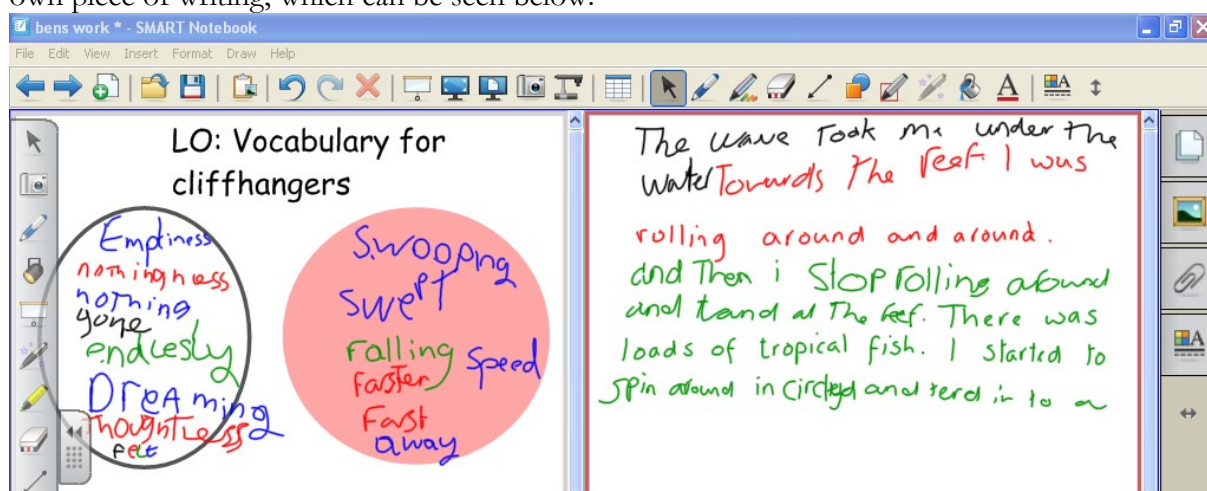 own piece of writing, which can be seen below.
bens work * - SMART Notebook
File Edit View Insert Format Draw Help
LO: Vocabulary for
cliffhangers
Emptiness
nothingness
nothing
gone
endlesly
DreAming
ThoughtLess
felt
Swooping
Swept
Falling
Speed
Faster
Fast
away
The wave Took me under the
water Towards The reef. I was
rolling around and around.
and Then i Stop rolling around
and tand at The reef. There was
loads of tropical fish. I started to
spin around in circled and terd in to a